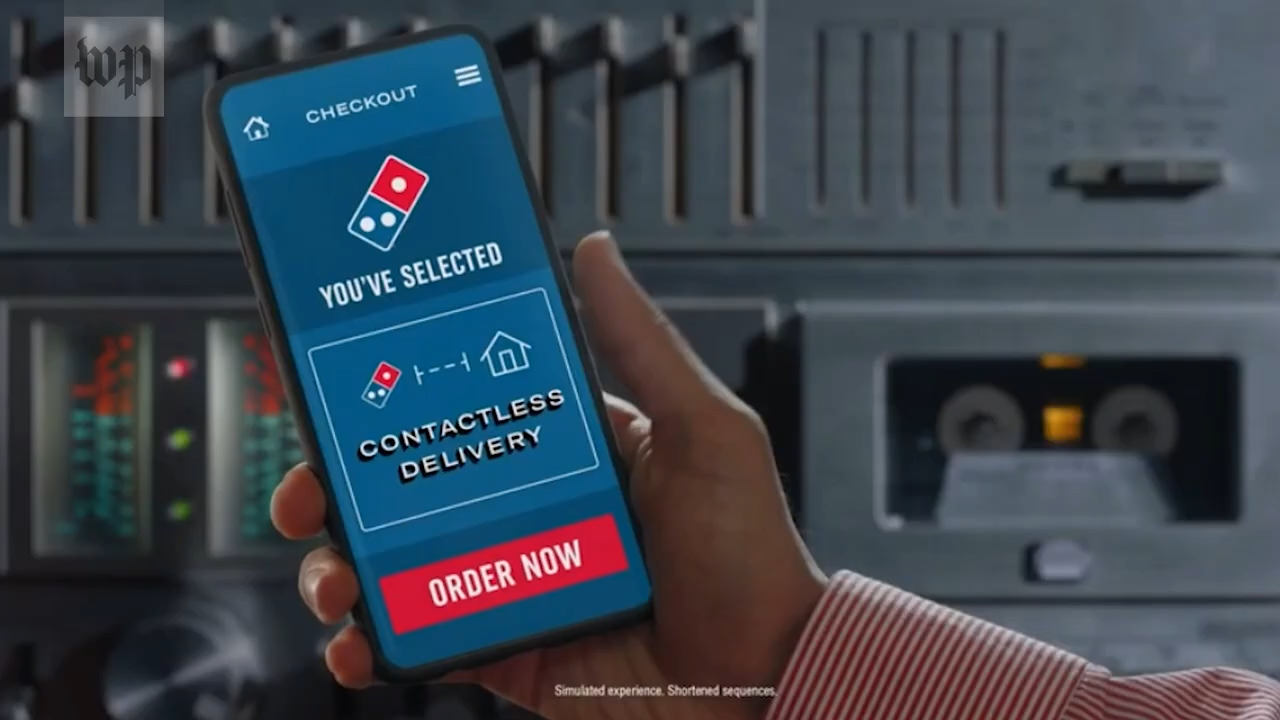 wp
CHECKOUT
YOU'VE SELECTED
CONTACTLESS
DELIVERY
ORDER NOW
Simulated experience. Shortened sequences.